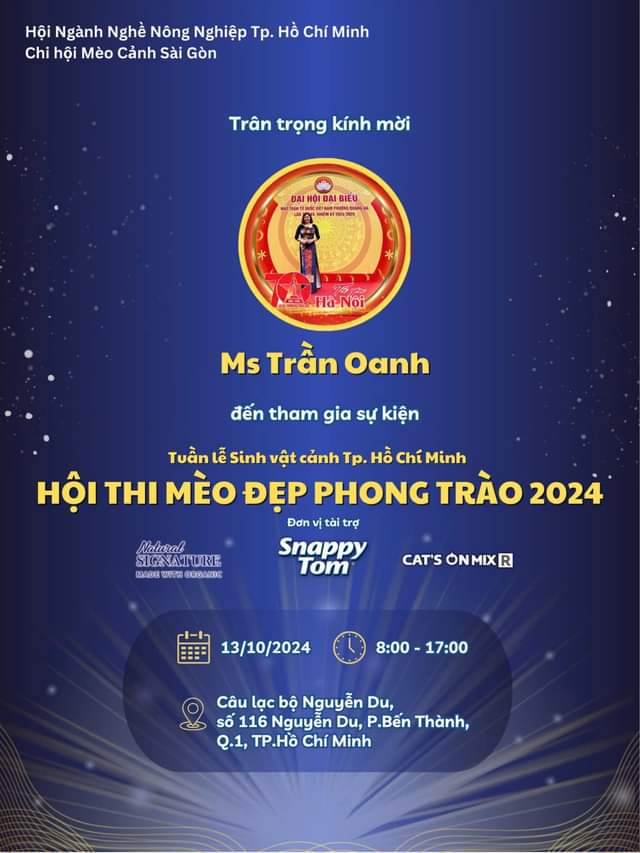 Hội Ngành Nghề Nông Nghiệp Tp. Hồ Chí Minh
Chi hội Mèo Cảnh Sài Gòn
Trân trọng kính mời
ĐẠI HỘI ĐẠI BIỂU
Hà Nội
Ms Trần Oanh
đến tham gia sự kiện
Tuần lễ Sinh vật cảnh Tp. Hồ Chí Minh
HỘI THI MÈO ĐẸP PHONG TRÀO 2024
Đơn vị tài trợ
Natural
SIGNATURE
MADE WITH ORGANIC
Snappy
Tom
CAT'S ÖN MIX R
13/10/2024
8:00 - 17:00
Câu lạc bộ Nguyễn Du,
số 116 Nguyễn Du, P.Bến Thành,
Q.1, TP.Hồ Chí Minh